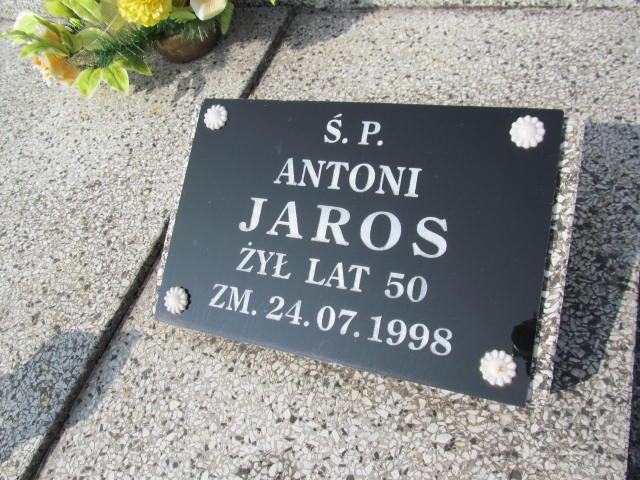 Ś. P.
ANTONI
JAROS
ŻYŁ LAT 50
ZM. 24.07.1998